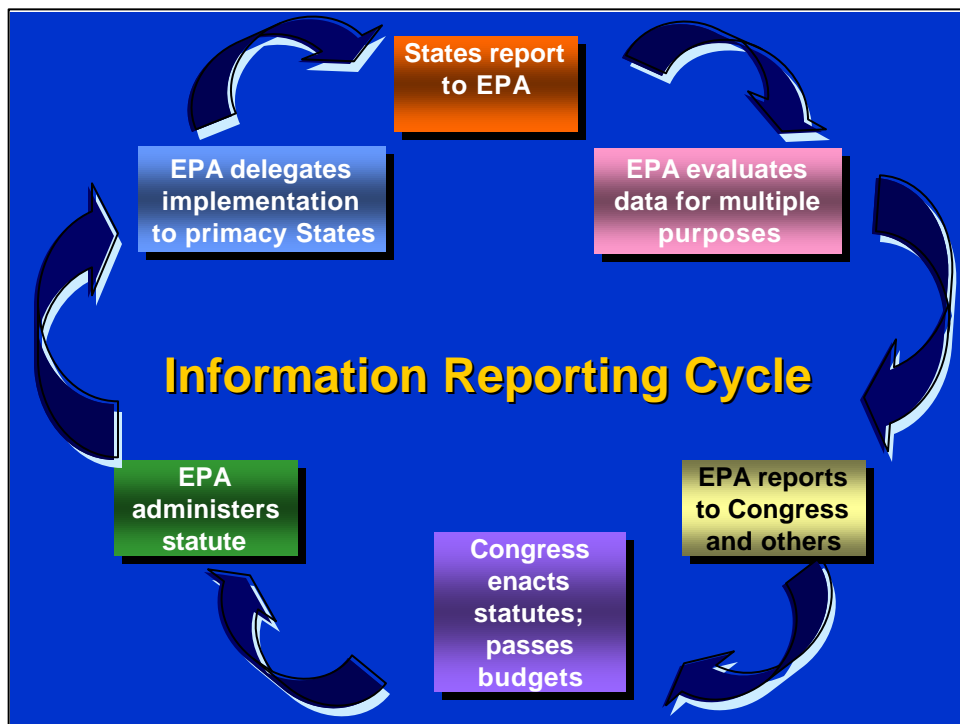 States report
to EPA
EPA delegates
implementation
to primacy States
EPA evaluates
data for multiple
purposes
Information Reporting Cycle
EPA
administers
statute
EPA reports
to Congress
and others
Congress
enacts
statutes;
passes
budgets